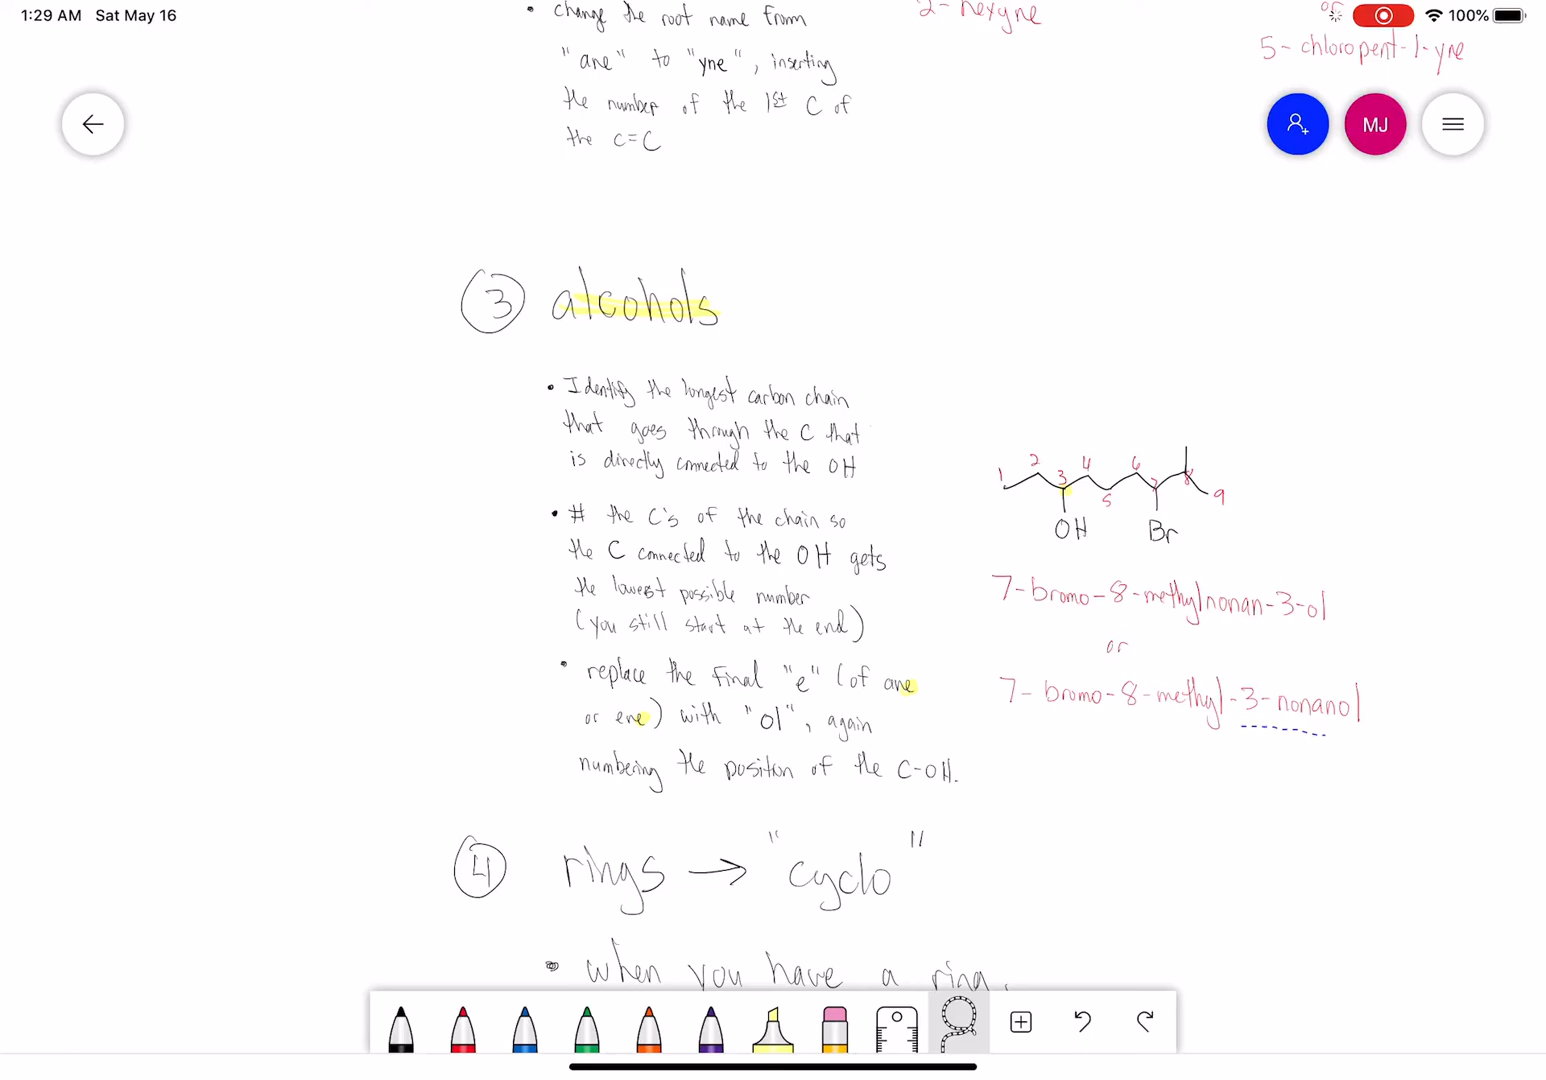 1:29 AM Sat May 16
100%
change the root name from
"ane" to "yne", inserting
the number of the 1st C of
the C=C
2-hexyne
or
5-chloropent-1-yne
MJ
3 alcohols
• Identify the longest carbon chain
that goes through the C that
is directly connected to the OH
• # the C's of the chain so
the C connected to the OH gets
the lowest possible number
(you still start at the end)
• replace the final "e" (of ane
or ene) with "ol", again
numbering the position of the C-OH.
1 2 3 4 5 6 7 8 9
OH Br
7-bromo-8-methylnonan-3-ol
or
7-bromo-8-methyl-3-nonanol
4 rings → "cyclo"
• when you have a ring,